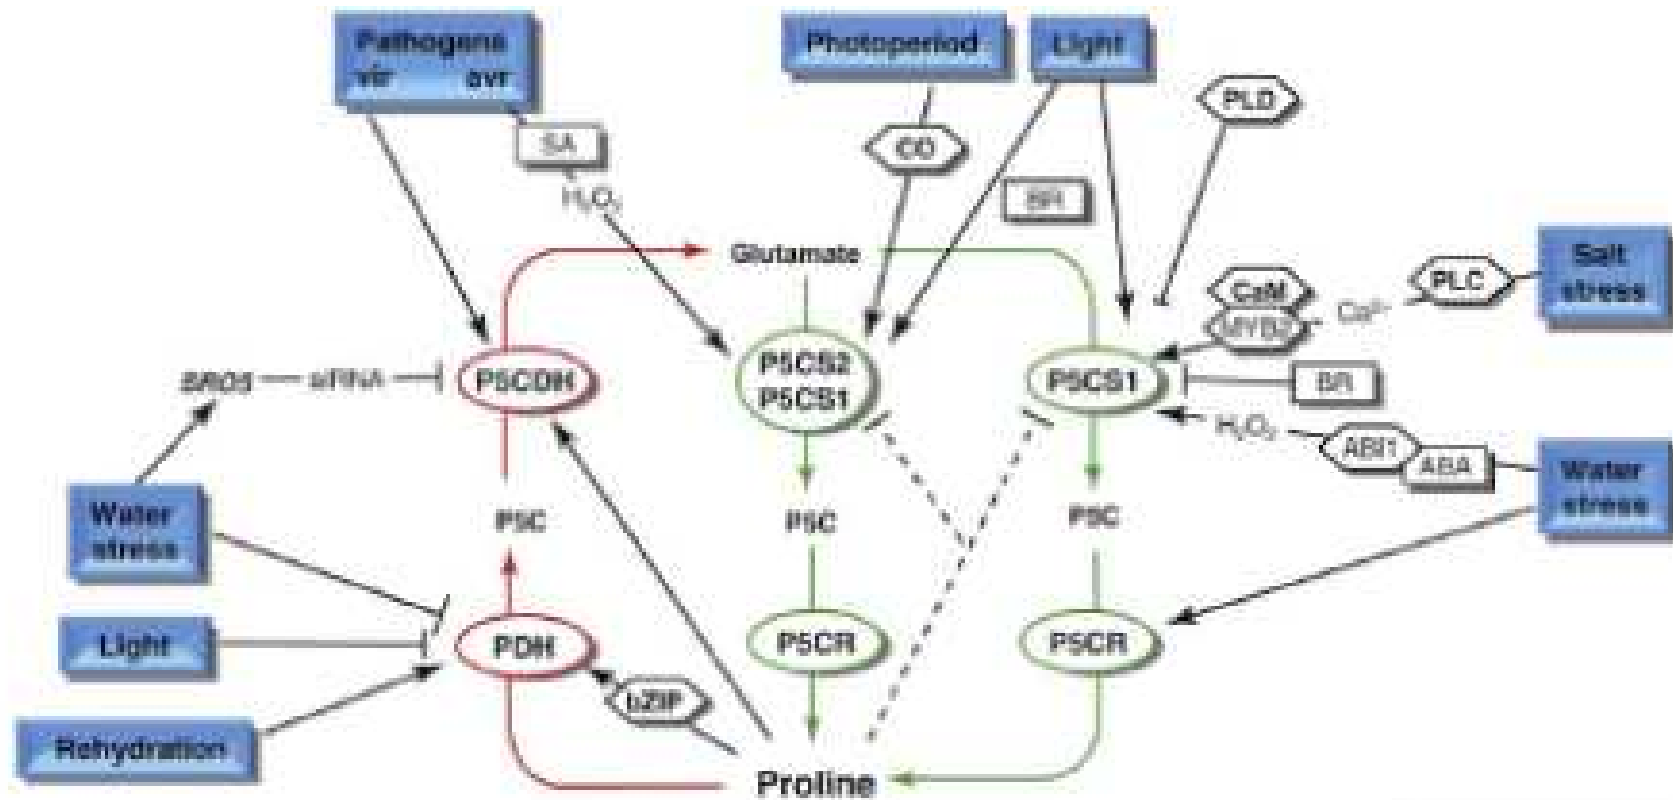 Pathogens
vir avr
Photoperiod
Light
PLD
SA
CO
H₂O₂
BR
Glutamate
Salt
stress
PLC
CaM
MYB2
Ca²⁺
P5CDH
P5CS2
P5CS1
P5CS1
BR
SRO5
siRNA
H₂O₂
ABI1
ABA
Water
stress
Water
stress
P5C
P5C
P5C
Light
PDH
P5CR
P5CR
bZIP
Rehydration
Proline